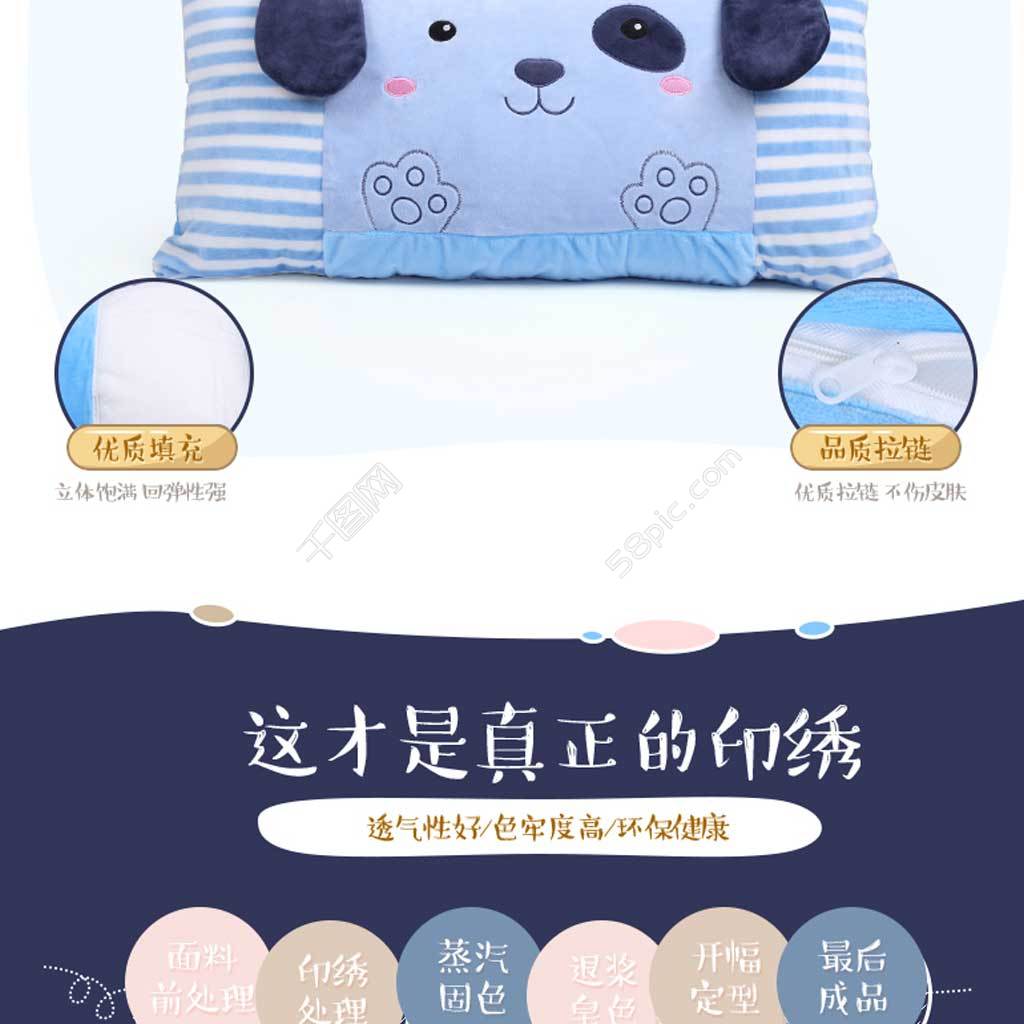 优质填充
品质拉链
立体饱满 回弹性强
优质拉链 不伤皮肤
千图网
58pic.com
这才是真正的印绣
透气性好/色牢度高/环保健康
面料
前处理
印绣
处理
蒸汽
固色
退浆
皂色
开幅
定型
最后
成品